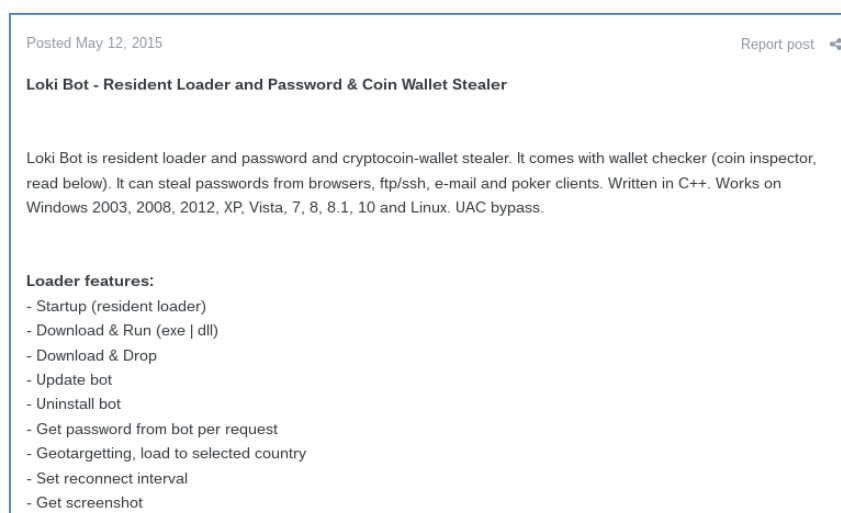 Posted May 12, 2015
Report post
Loki Bot - Resident Loader and Password & Coin Wallet Stealer
Loki Bot is resident loader and password and cryptocoin-wallet stealer. It comes with wallet checker (coin inspector,
read below). It can steal passwords from browsers, ftp/ssh, e-mail and poker clients. Written in C++. Works on
Windows 2003, 2008, 2012, XP, Vista, 7, 8, 8.1, 10 and Linux. UAC bypass.
Loader features:
- Startup (resident loader)
- Download & Run (exe | dll)
- Download & Drop
- Update bot
- Uninstall bot
- Get password from bot per request
- Geotargetting, load to selected country
- Set reconnect interval
- Get screenshot